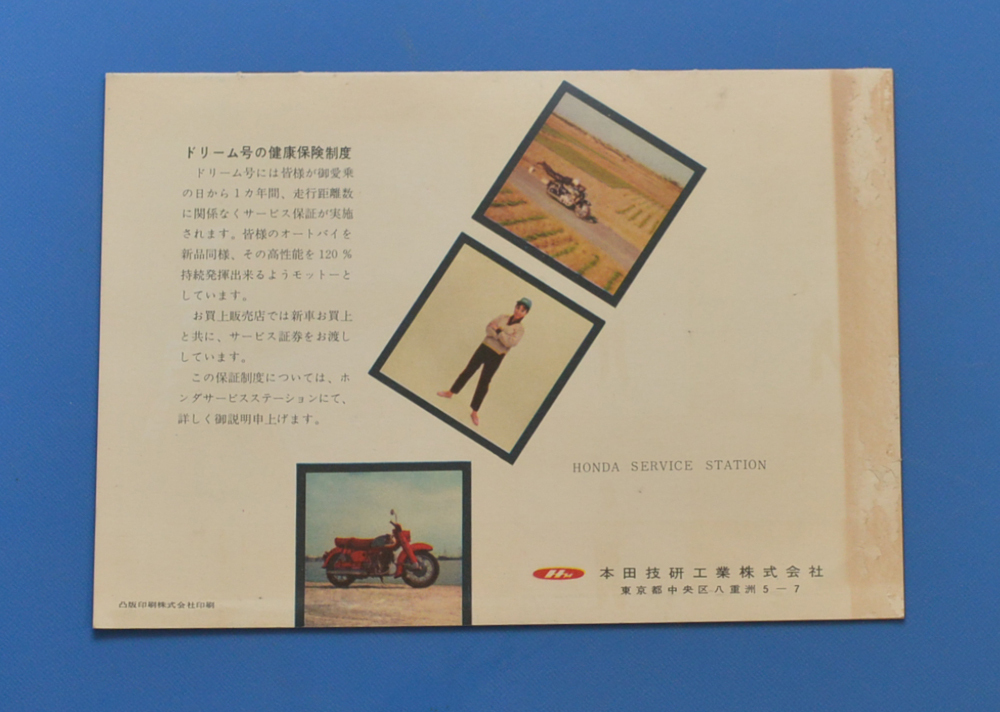 ドリーム号の健康保険制度
ドリーム号には皆様が御愛乗
の日から1カ年間、走行距離数
に関係なくサービス保証が実施
されます。皆様のオートバイを
新品同様、その高性能を120%
持続発揮出来るようモットーと
しています。
お買上販売店では新車お買上
と共に、サービス証券をお渡し
しています。
この保証制度については、ホ
ンダサービスステーションにて、
詳しく御説明申上げます。
HONDA SERVICE STATION
本田技研工業株式会社
東京都中央区八重洲5−7
凸版印刷株式会社印刷